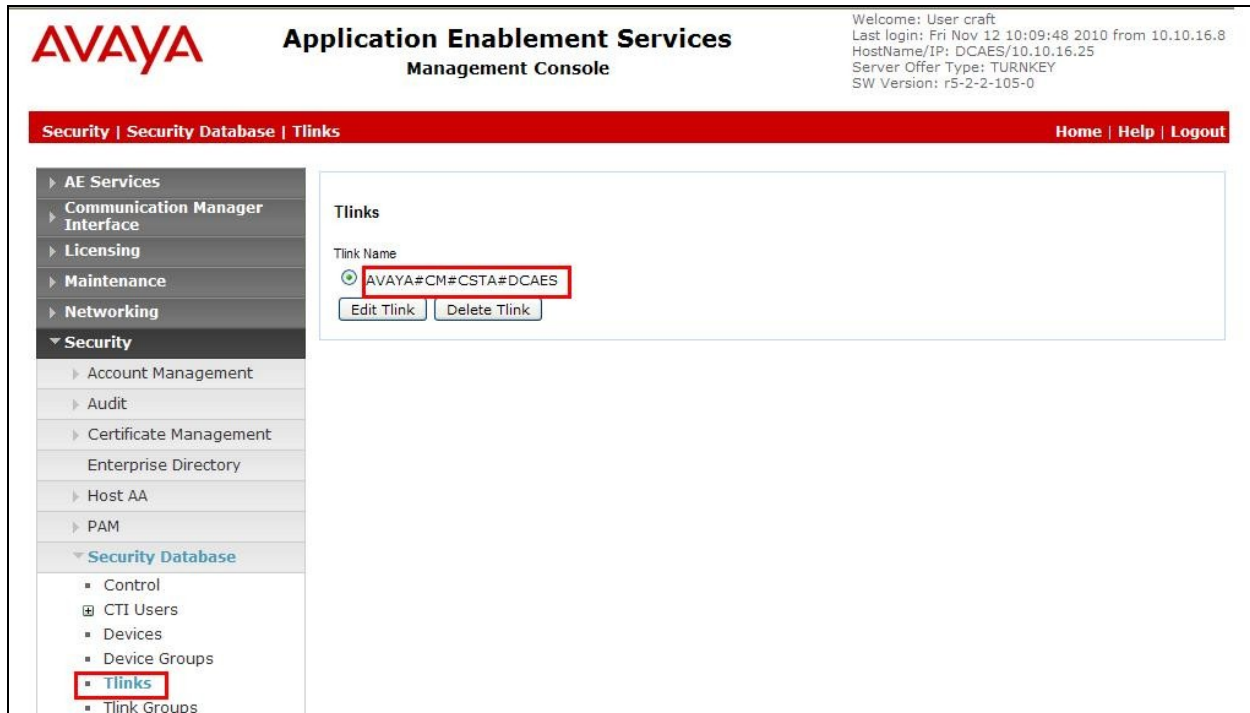 AVAYA
Application Enablement Services
Management Console
Welcome: User craft
Last login: Fri Nov 12 10:09:48 2010 from 10.10.16.8
HostName/IP: DCAES/10.10.16.25
Server Offer Type: TURNKEY
SW Version: r5-2-2-105-0
Security | Security Database | Tlinks
Home | Help | Logout
AE Services
Communication Manager
Interface
Licensing
Maintenance
Networking
Security
Account Management
Audit
Certificate Management
Enterprise Directory
Host AA
PAM
Security Database
Control
CTI Users
Devices
Device Groups
Tlinks
Tlink Groups
Tlinks
Tlink Name
AVAYA#CM#CSTA#DCAES
Edit Tlink
Delete Tlink